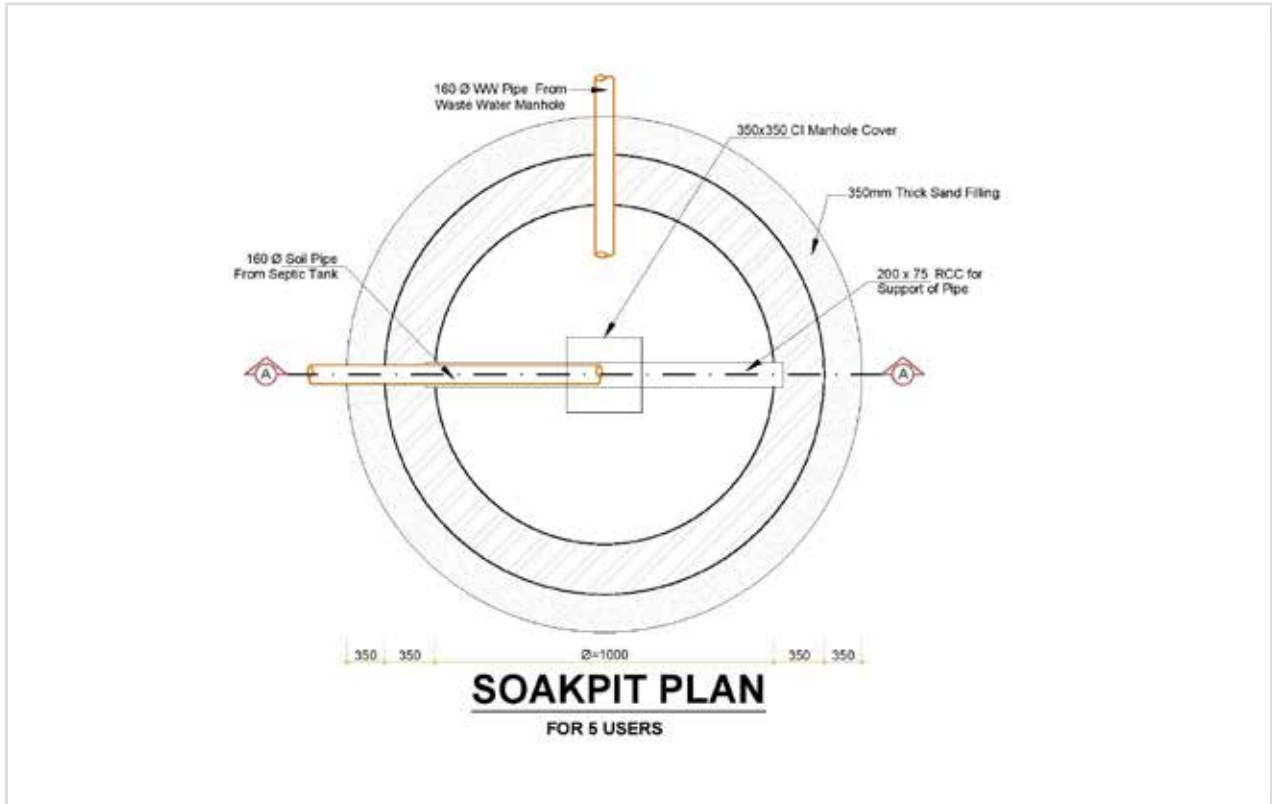 160 Ø WW Pipe From
Waste Water Manhole
350x350 CI Manhole Cover
350mm Thick Sand Filling
160 Ø Soil Pipe
From Septic Tank
200 x 75 RCC for
Support of Pipe
A
A
350 350 Ø=1000 350 350
SOAKPIT PLAN
FOR 5 USERS